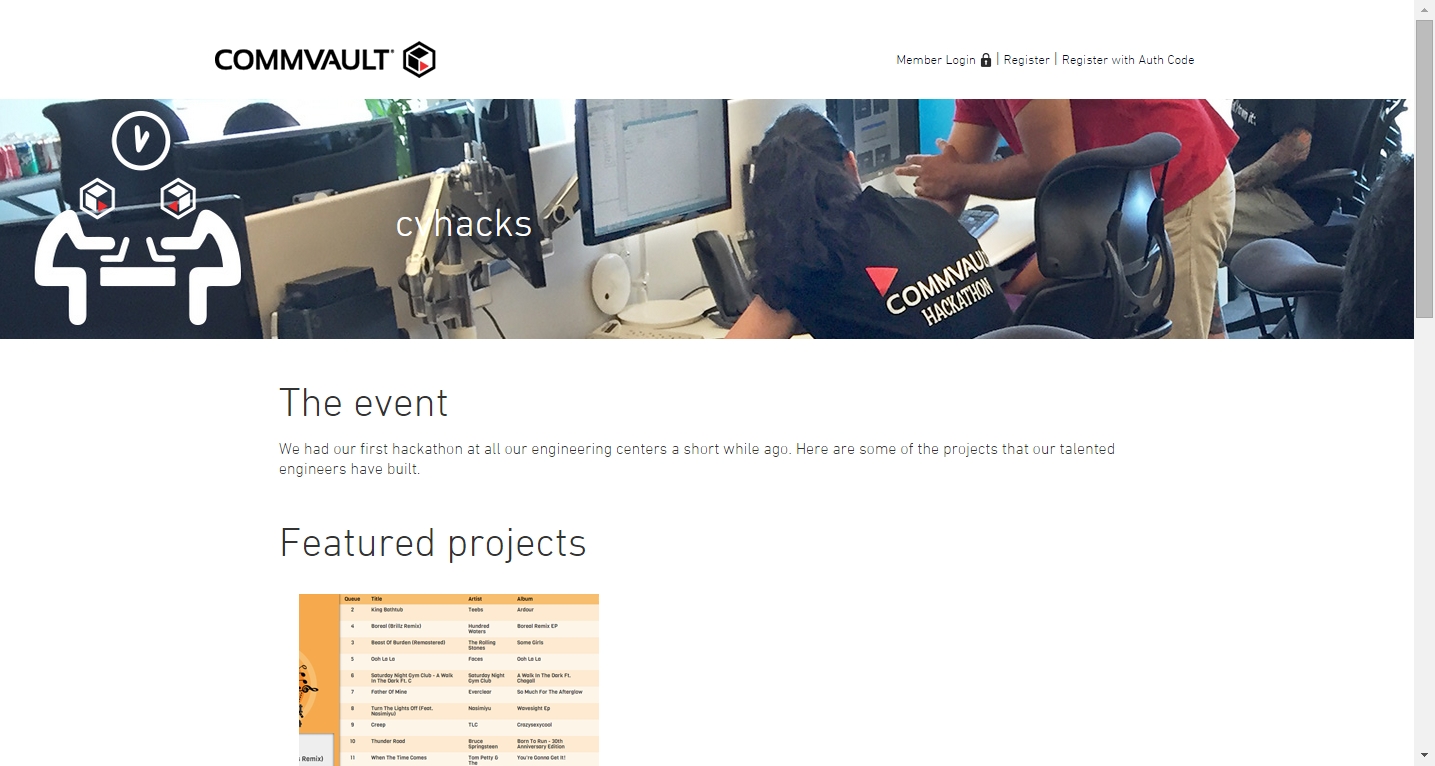 COMMVAULT
Member Login | Register | Register with Auth Code
cvhacks
COMMVAULT
HACKATHON
The event
We had our first hackathon at all our engineering centers a short while ago. Here are some of the projects that our talented
engineers have built.
Featured projects
Queue Title Artist Album
2 King Bathtub Teebs Ardour
4 Boreal (Brillz Remix) Hundred Waters Boreal Remix EP
3 Beast Of Burden (Remastered) The Rolling Stones Some Girls
5 Ooh La La Faces Ooh La La
6 Saturday Night Gym Club - A Walk In The Dark Ft. C Saturday Night Gym Club A Walk In The Dark Ft. Chagall
7 Father Of Mine Everclear So Much For The Afterglow
8 Turn The Lights Off (Feat. Nasimiyu) Nasimiyu Wavesight Ep
9 Creep TLC Crazysexycool
10 Thunder Road Bruce Springsteen Born To Run - 30th Anniversary Edition
11 When The Time Comes Tom Petty & The You're Gonna Get It!
Remix)